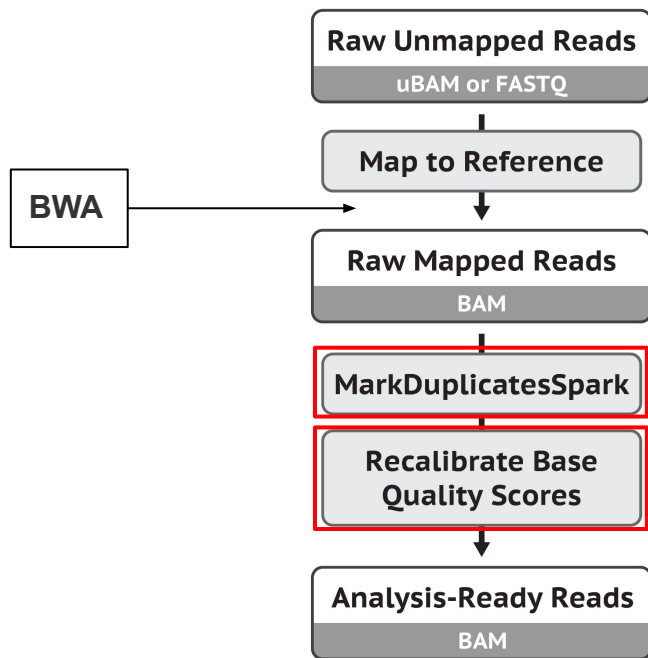 Raw Unmapped Reads
uBAM or FASTQ
Map to Reference
BWA
Raw Mapped Reads
BAM
MarkDuplicatesSpark
Recalibrate Base
Quality Scores
Analysis-Ready Reads
BAM